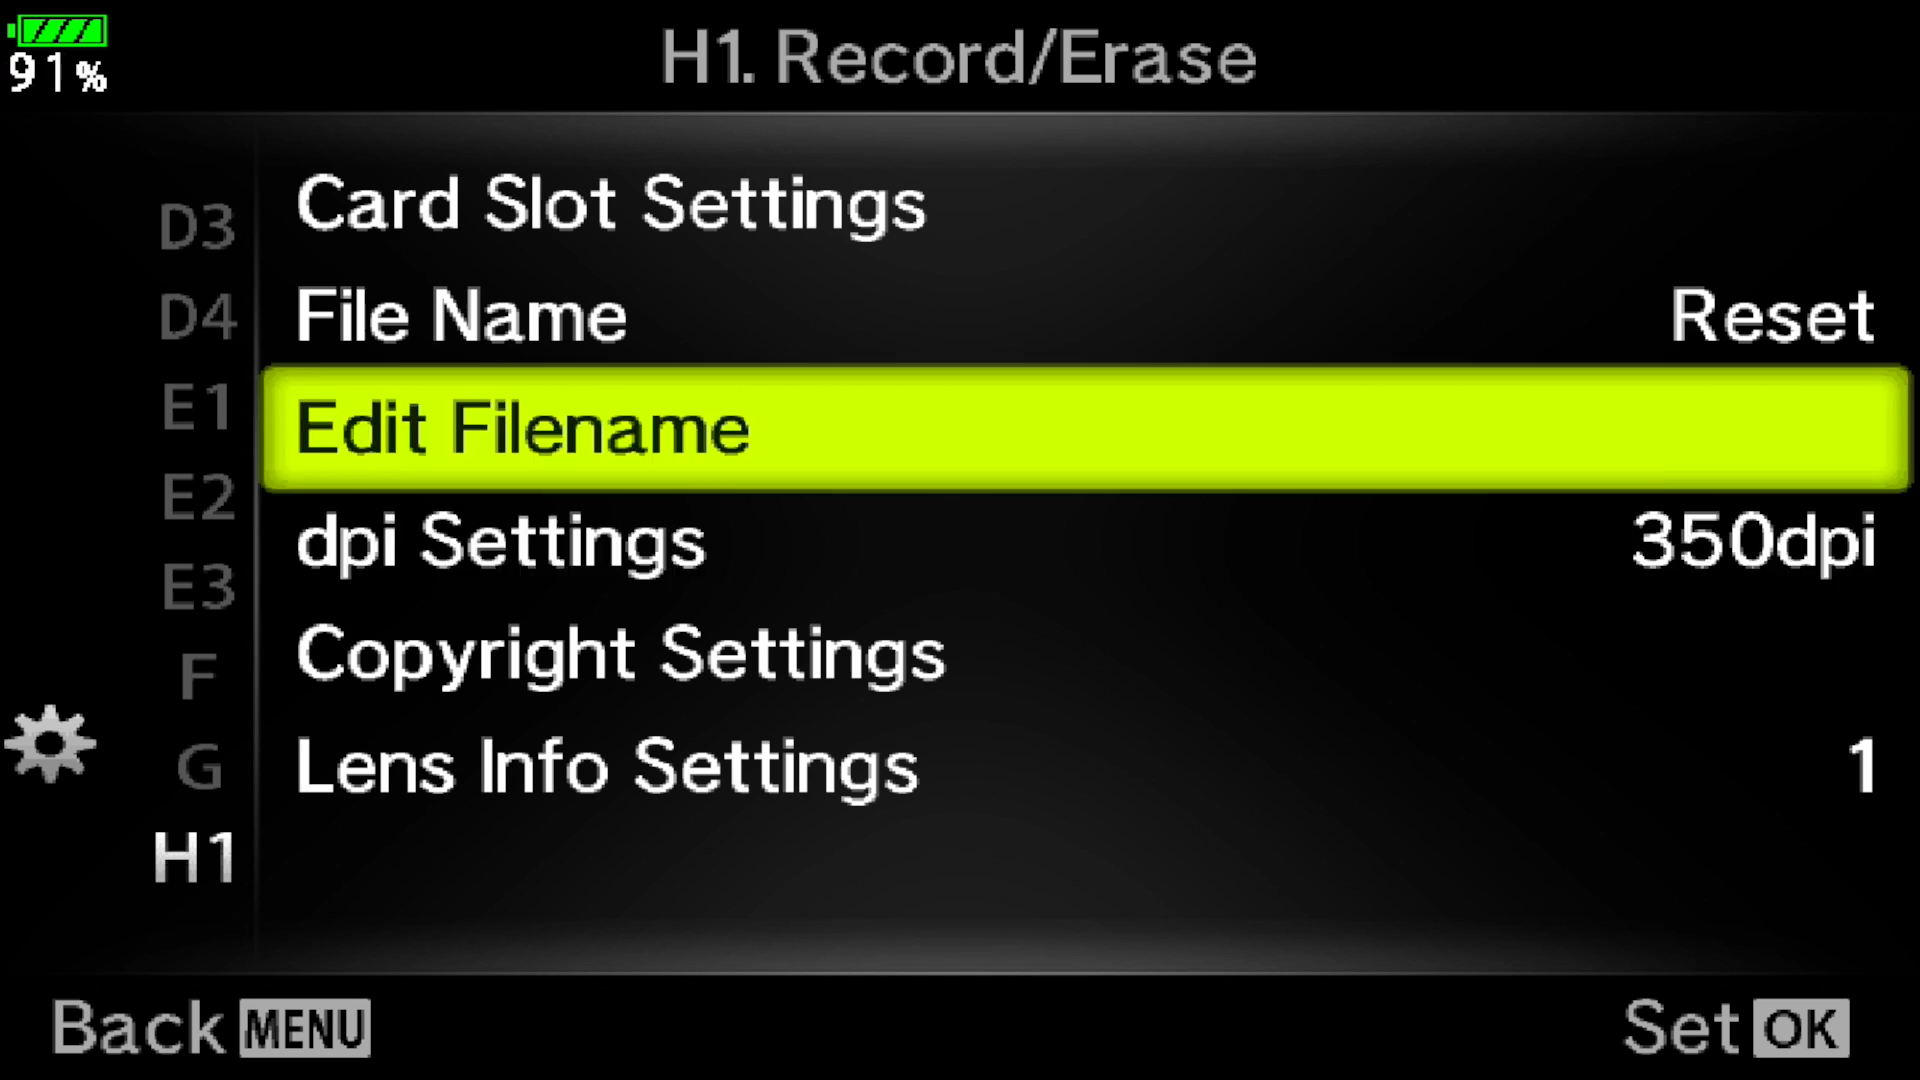 91%
H1. Record/Erase
D3
D4
E1
E2
E3
F
G
H1
Card Slot Settings
File Name Reset
Edit Filename
dpi Settings 350dpi
Copyright Settings
Lens Info Settings 1
Back MENU
Set OK